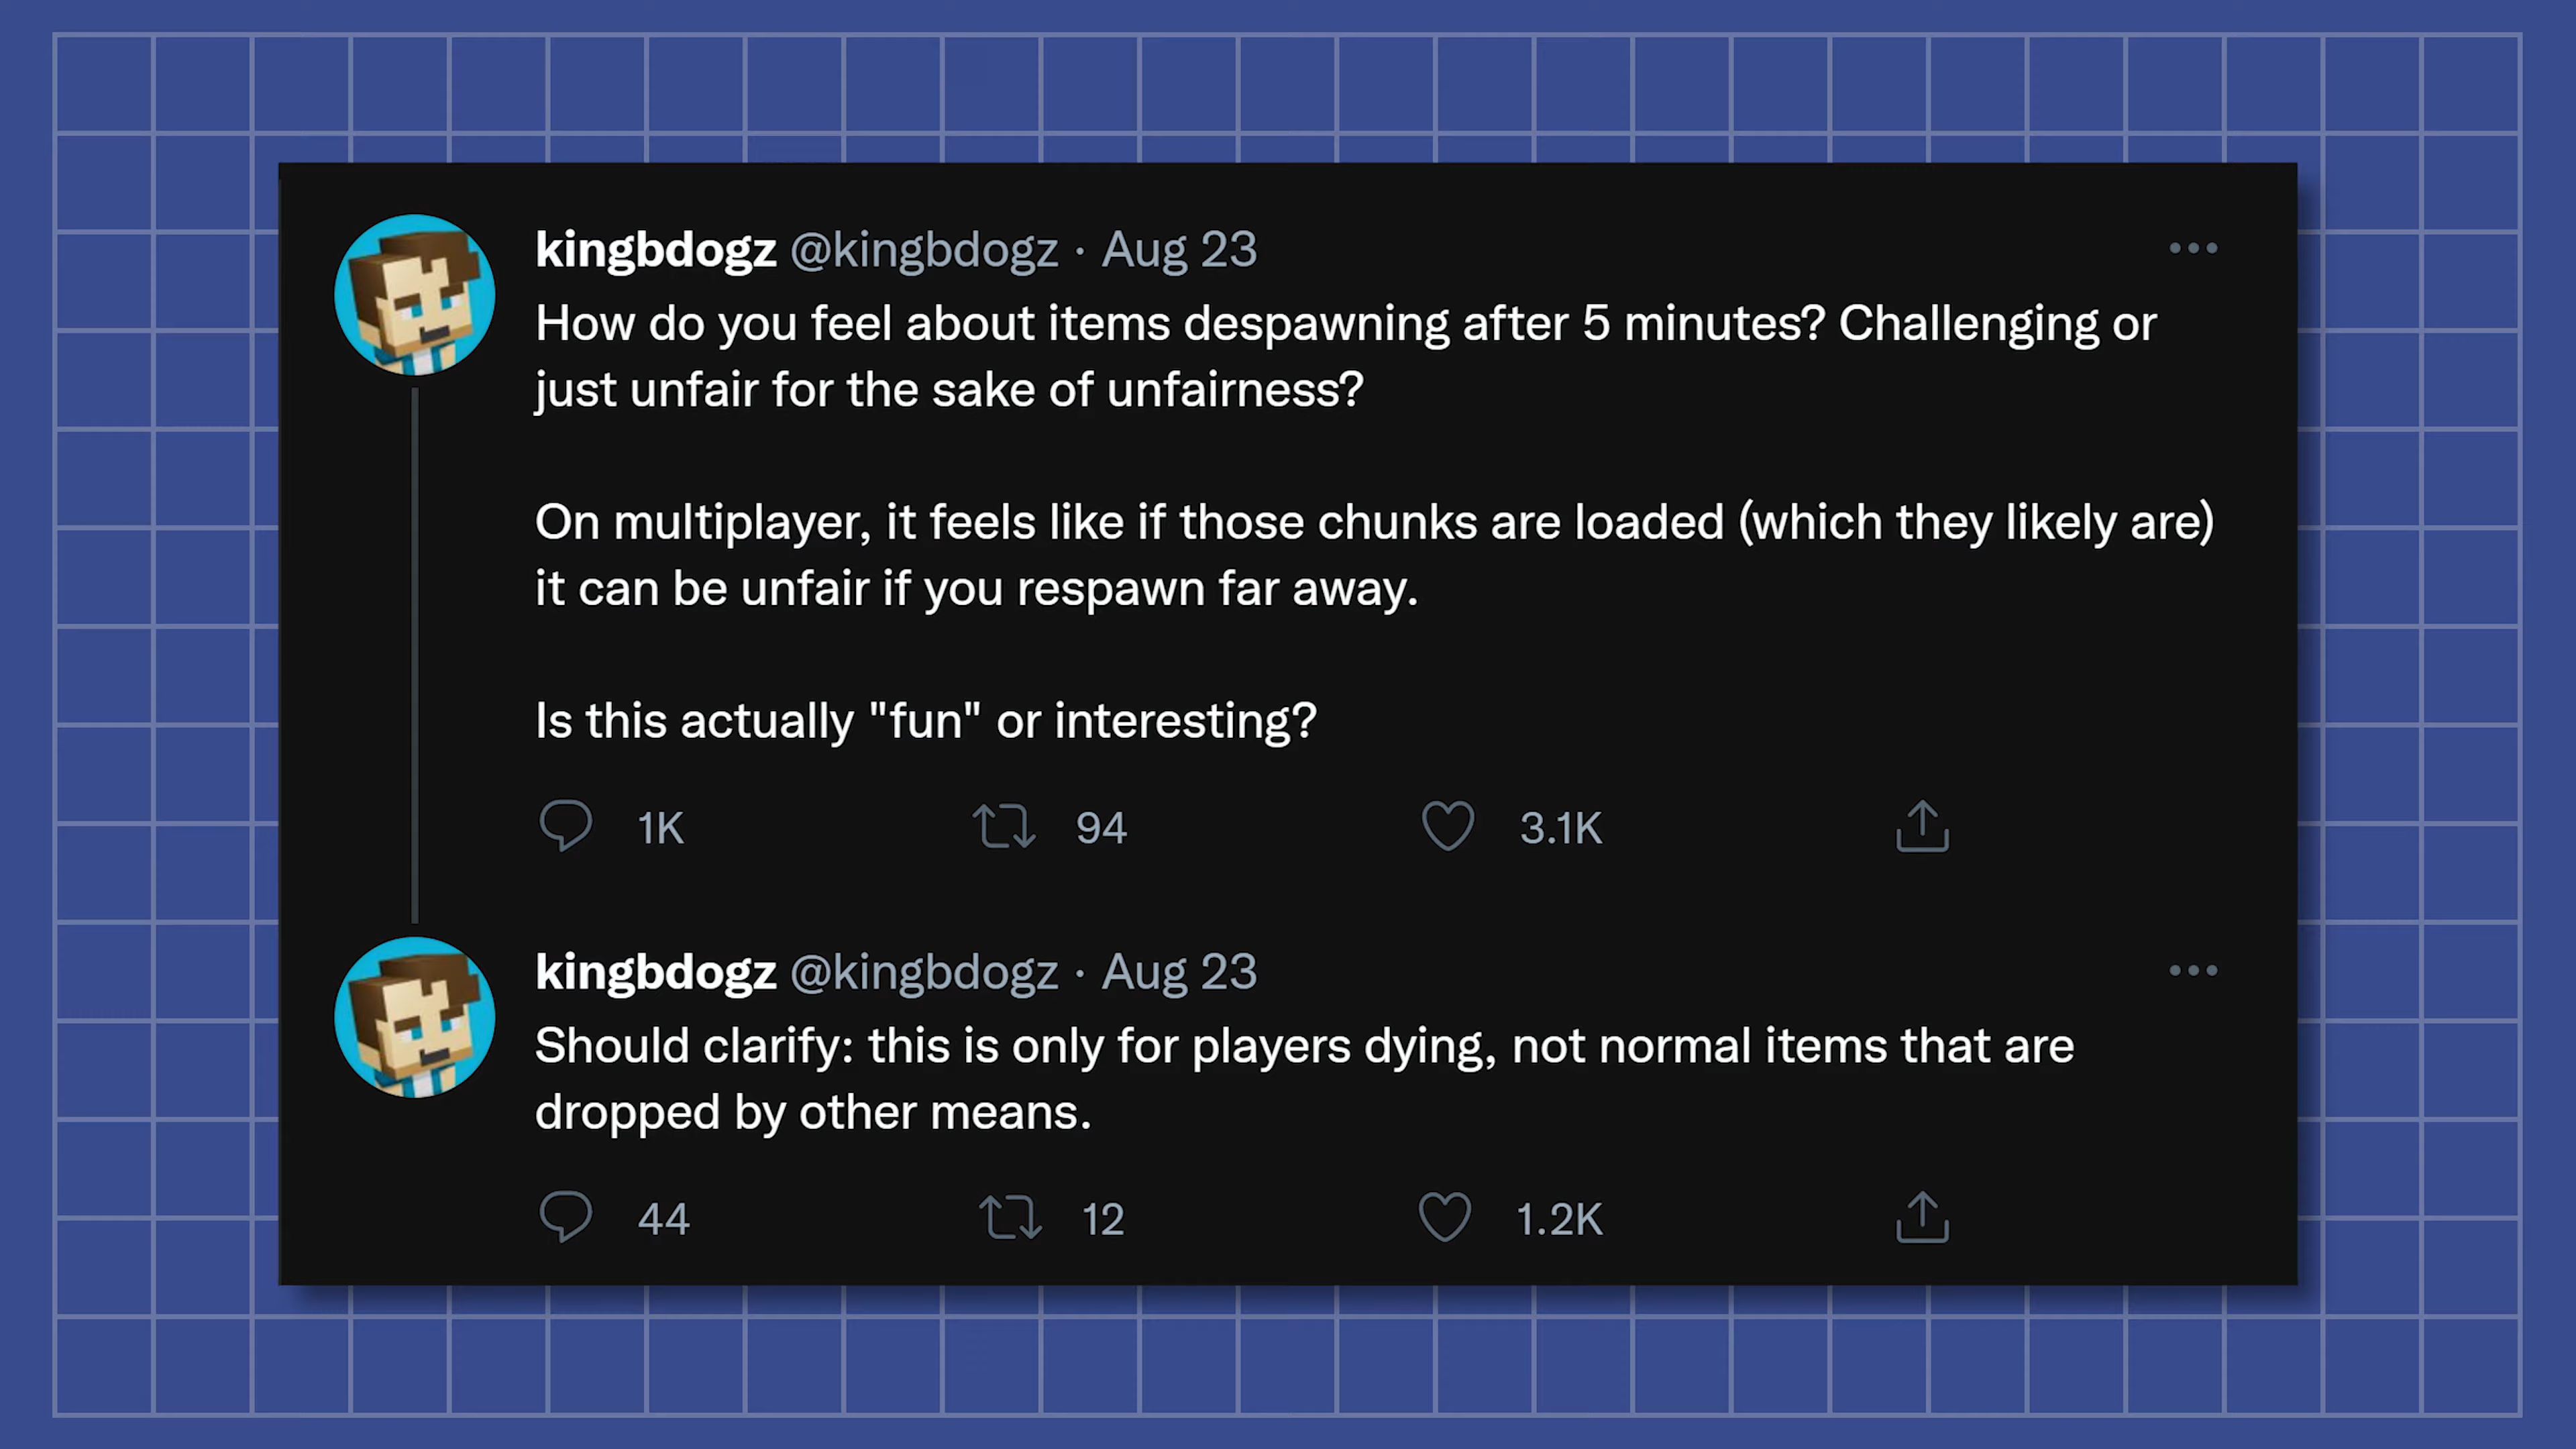 kingbdogz @kingbdogz · Aug 23
How do you feel about items despawning after 5 minutes? Challenging or
just unfair for the sake of unfairness?
On multiplayer, it feels like if those chunks are loaded (which they likely are)
it can be unfair if you respawn far away.
Is this actually "fun" or interesting?
1K 94 3.1K
kingbdogz @kingbdogz · Aug 23
Should clarify: this is only for players dying, not normal items that are
dropped by other means.
44 12 1.2K